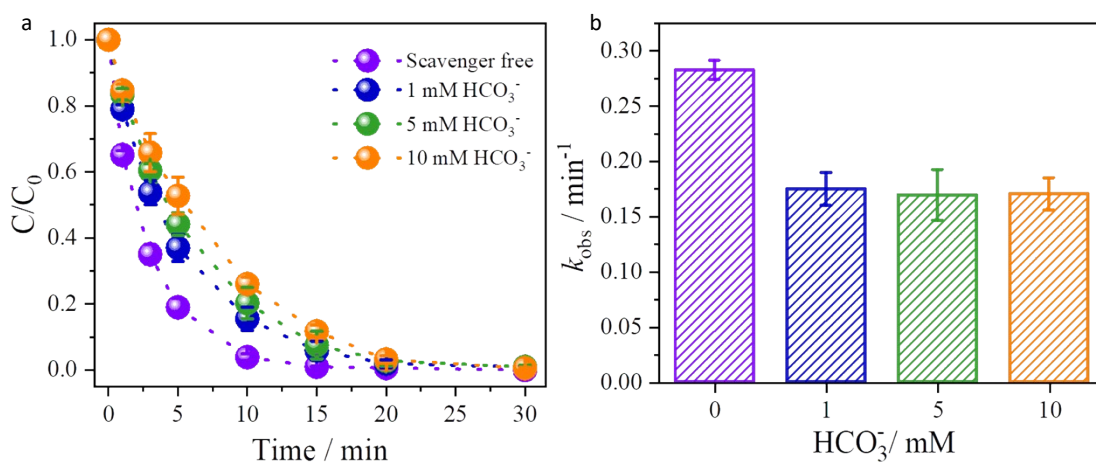 a
1.0
0.8
0.6
0.4
0.2
0.0
C/C₀
0 5 10 15 20 25 30
Time / min
Scavenger free
1 mM HCO₃⁻
5 mM HCO₃⁻
10 mM HCO₃⁻
b
0.30
0.25
0.20
0.15
0.10
0.05
0.00
k_obs / min⁻¹
0 1 5 10
HCO₃⁻/ mM